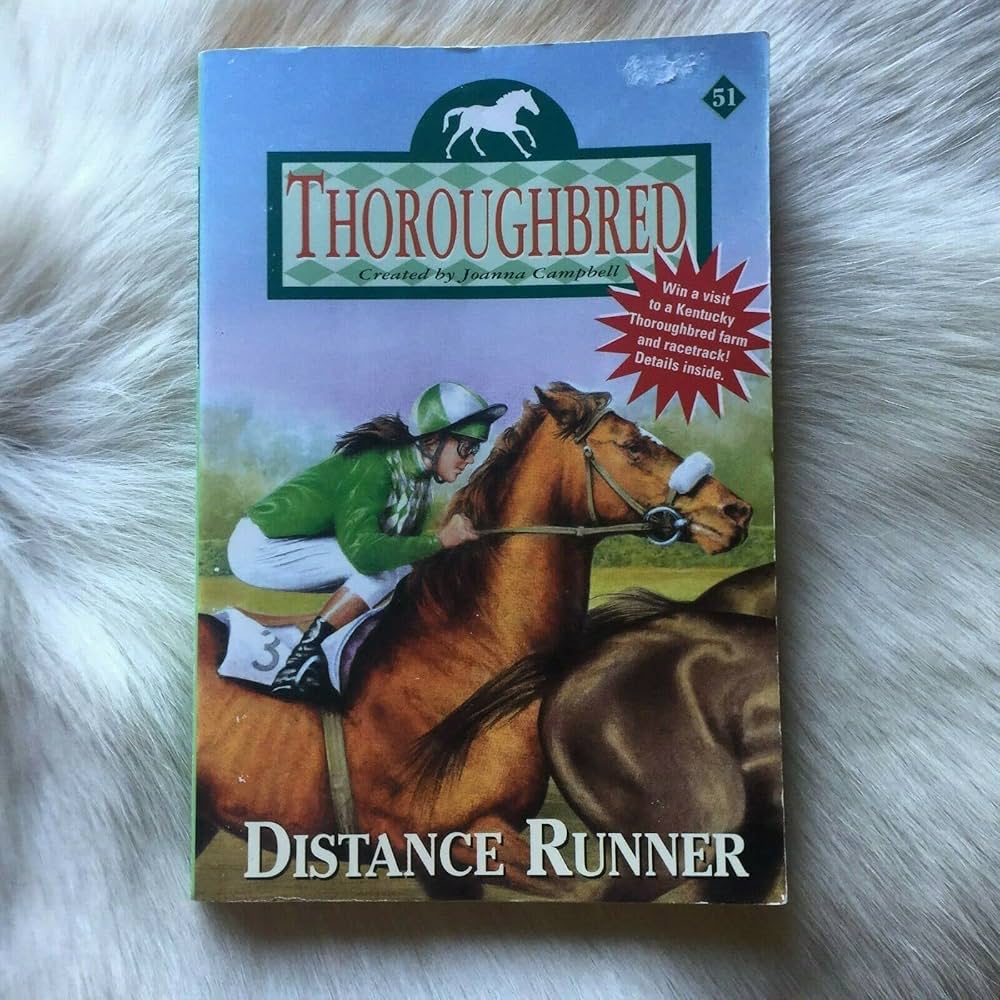 51
THOROUGHBRED
Created by Joanna Campbell
Win a visit
to a Kentucky
Thoroughbred farm
and racetrack!
Details inside.
3
DISTANCE RUNNER